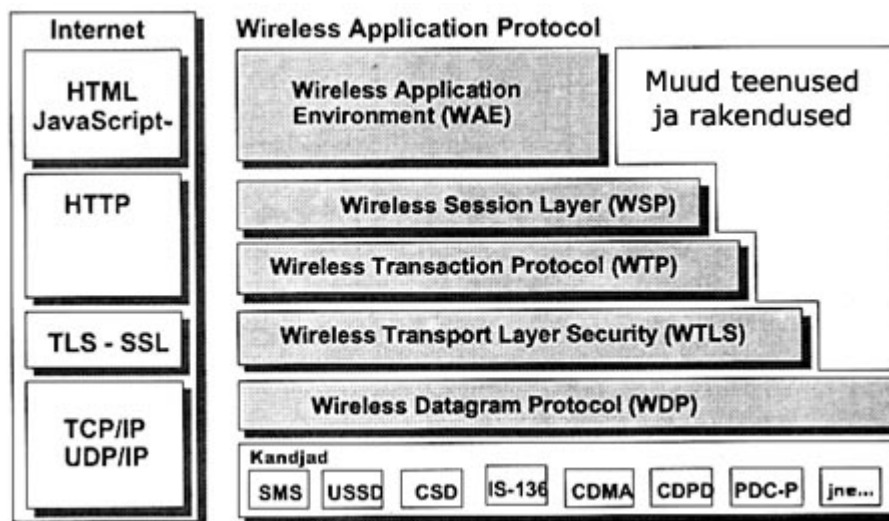 Internet
HTML
JavaScript-
HTTP
TLS - SSL
TCP/IP
UDP/IP
Wireless Application Protocol
Wireless Application
Environment (WAE)
Muud teenused
ja rakendused
Wireless Session Layer (WSP)
Wireless Transaction Protocol (WTP)
Wireless Transport Layer Security (WTLS)
Wireless Datagram Protocol (WDP)
Kandjad
SMS USSD CSD IS-136 CDMA CDPD PDC-P jne...